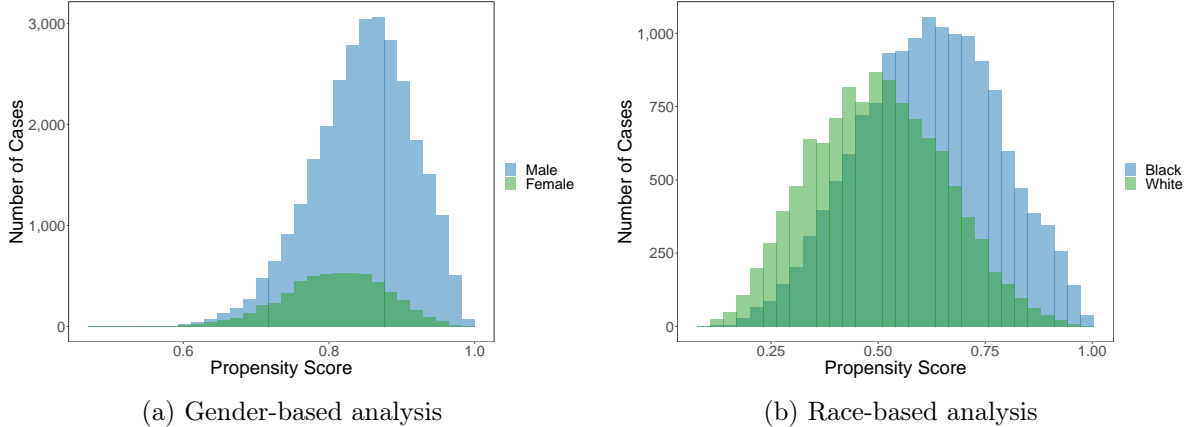 3,000
2,000
1,000
0
Number of Cases
0.6
0.8
1.0
Propensity Score
Male
Female
(a) Gender-based analysis
1,000
750
500
250
0
Number of Cases
0.25
0.50
0.75
1.00
Propensity Score
Black
White
(b) Race-based analysis